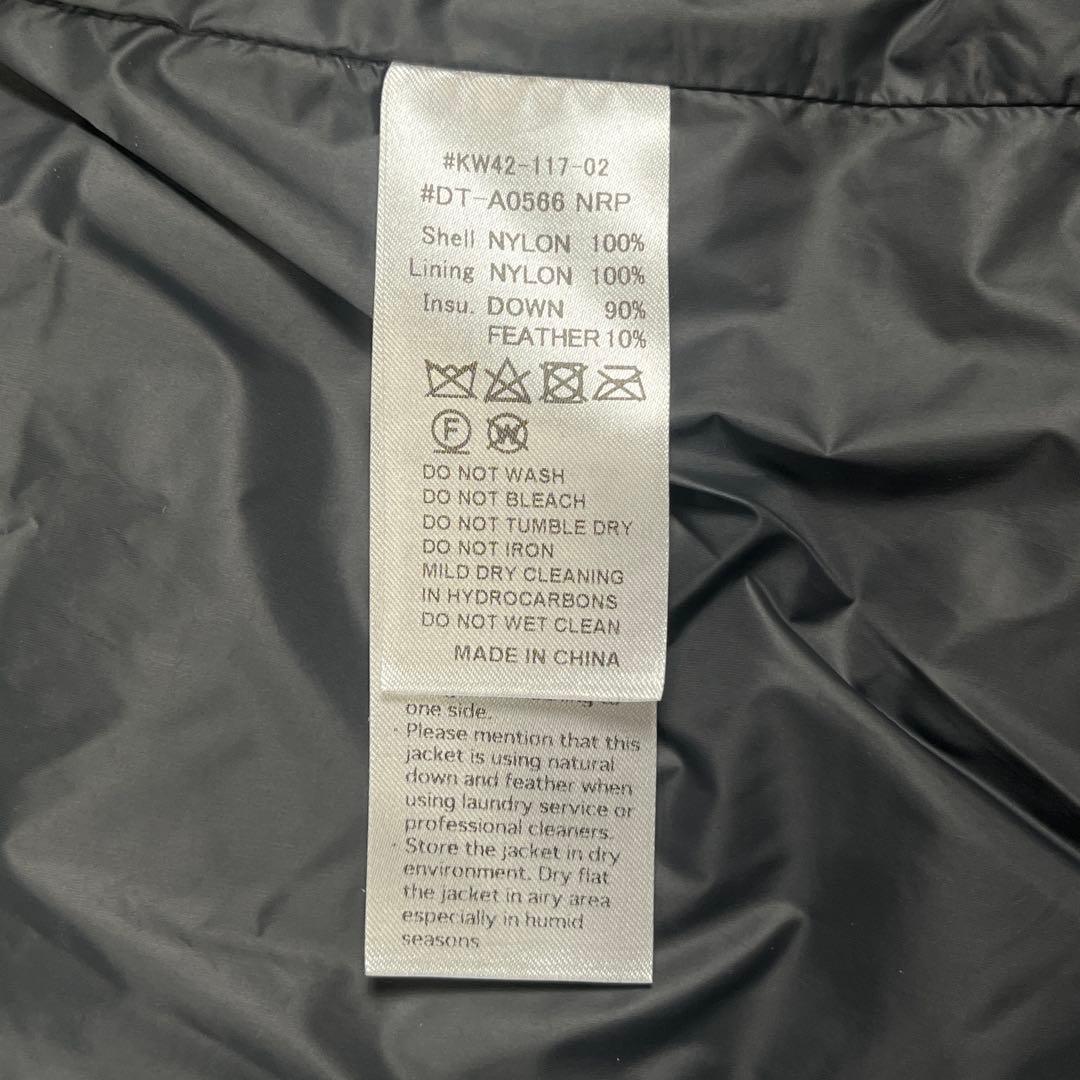 #KW42-117-02
#DT-A0566 NRP
Shell NYLON 100%
Lining NYLON 100%
Insu. DOWN 90%
FEATHER 10%
F W
DO NOT WASH
DO NOT BLEACH
DO NOT TUMBLE DRY
DO NOT IRON
MILD DRY CLEANING
IN HYDROCARBONS
DO NOT WET CLEAN
MADE IN CHINA
one side.
· Please mention that this
jacket is using natural
down and feather when
using laundry service or
professional cleaners.
· Store the jacket in dry
environment. Dry flat
the jacket in airy area
especially in humid
seasons